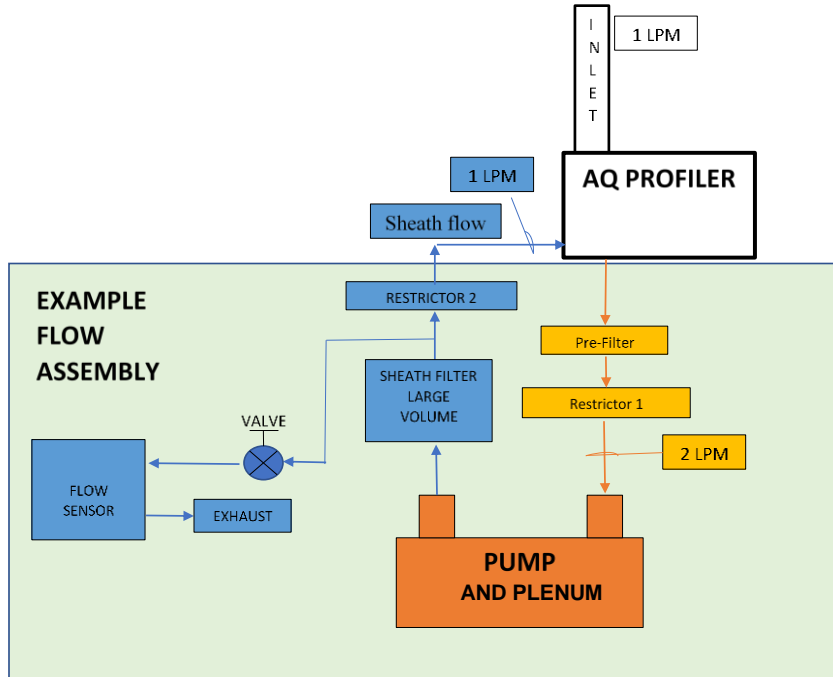 I
N
L
E
T
1 LPM
AQ PROFILER
1 LPM
Sheath flow
EXAMPLE
FLOW
ASSEMBLY
RESTRICTOR 2
Pre-Filter
SHEATH FILTER
LARGE
VOLUME
Restrictor 1
VALVE
2 LPM
FLOW
SENSOR
EXHAUST
PUMP
AND PLENUM